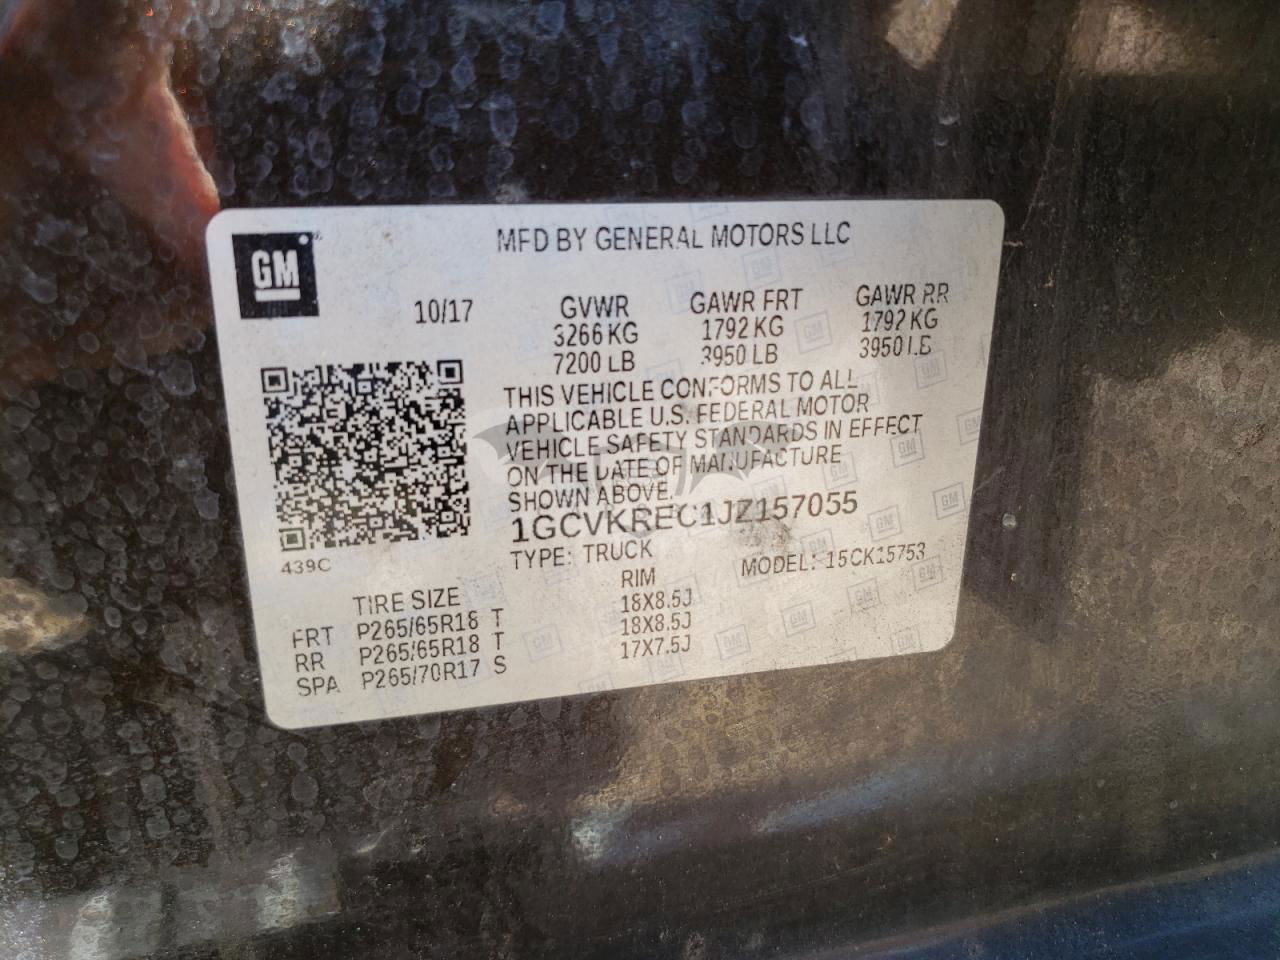 GM
MFD BY GENERAL MOTORS LLC
10/17
GVWR GAWR FRT GAWR RR
3266 KG 1792 KG 1792 KG
7200 LB 3950 LB 3950 LB
THIS VEHICLE CONFORMS TO ALL
APPLICABLE U.S. FEDERAL MOTOR
VEHICLE SAFETY STANDARDS IN EFFECT
ON THE DATE OF MANUFACTURE
SHOWN ABOVE.
1GCVKREC1JZ157055
439C
TYPE: TRUCK MODEL: 15CK15753
TIRE SIZE RIM
FRT P265/65R18 T 18X8.5J
RR P265/65R18 T 18X8.5J
SPA P265/70R17 S 17X7.5J